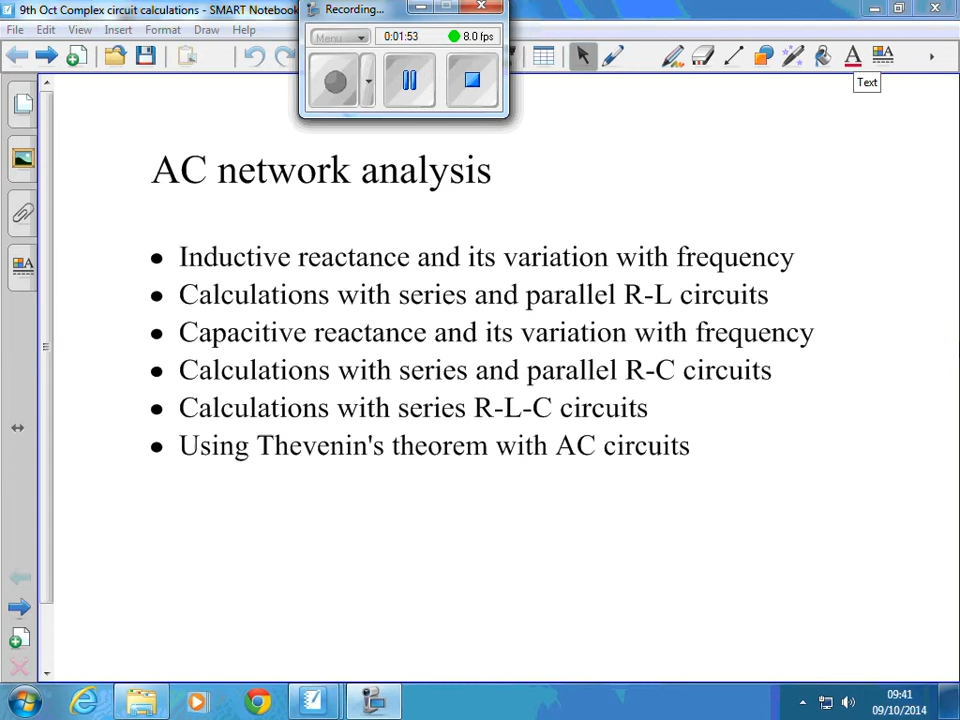 9th Oct Complex circuit calculations - SMART Notebook
Recording...
File Edit View Insert Format Draw Help
Menu 0:01:53 8.0 fps
Text
AC network analysis
● Inductive reactance and its variation with frequency
● Calculations with series and parallel R-L circuits
● Capacitive reactance and its variation with frequency
● Calculations with series and parallel R-C circuits
● Calculations with series R-L-C circuits
● Using Thevenin's theorem with AC circuits
09:41
09/10/2014